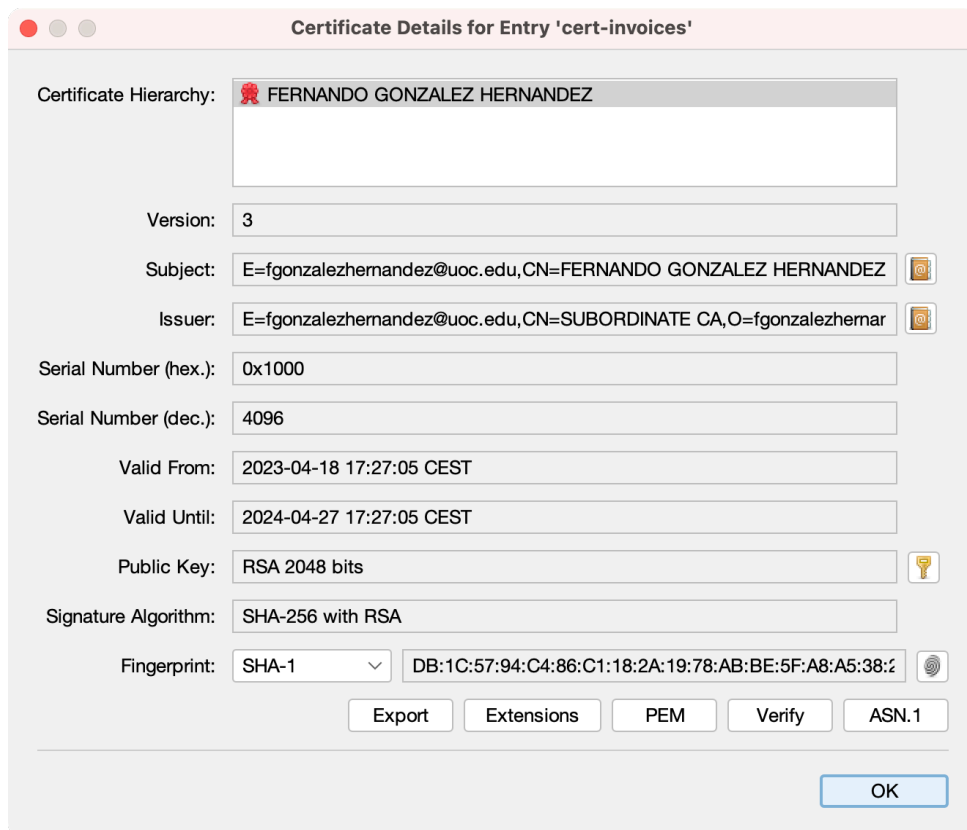 Certificate Details for Entry 'cert-invoices'
Certificate Hierarchy: FERNANDO GONZALEZ HERNANDEZ
Version: 3
Subject: E=fgonzalezhernandez@uoc.edu,CN=FERNANDO GONZALEZ HERNANDEZ
Issuer: E=fgonzalezhernandez@uoc.edu,CN=SUBORDINATE CA,O=fgonzalezhernar
Serial Number (hex.): 0x1000
Serial Number (dec.): 4096
Valid From: 2023-04-18 17:27:05 CEST
Valid Until: 2024-04-27 17:27:05 CEST
Public Key: RSA 2048 bits
Signature Algorithm: SHA-256 with RSA
Fingerprint: SHA-1 DB:1C:57:94:C4:86:C1:18:2A:19:78:AB:BE:5F:A8:A5:38:2
Export Extensions PEM Verify ASN.1
OK